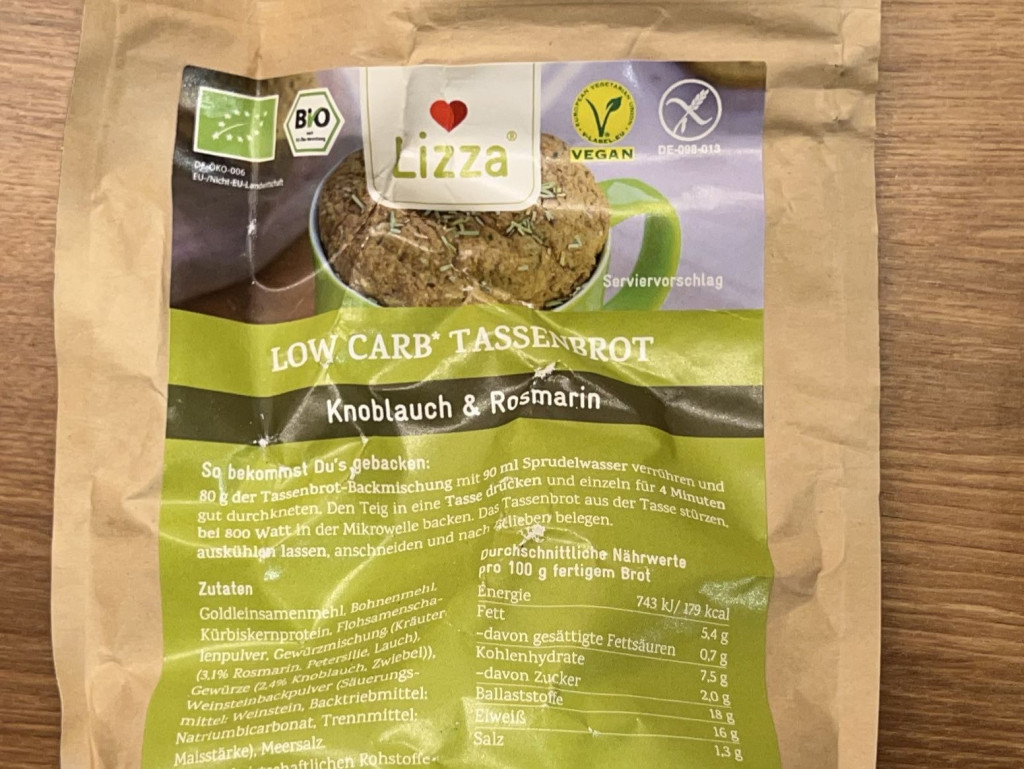 BIO
DE-ÖKO-006
EU-/Nicht-EU-Landwirtschaft
Lizza®
EUROPEAN VEGETARIAN UNION
V-LABEL.EU
VEGAN
DE-098-013
Serviervorschlag
LOW CARB* TASSENBROT
Knoblauch & Rosmarin
So bekommst Du's gebacken:
80 g der Tassenbrot-Backmischung mit 90 ml Sprudelwasser verrühren und
gut durchkneten. Den Teig in eine Tasse drücken und einzeln für 4 Minuten
bei 800 Watt in der Mikrowelle backen. Das Tassenbrot aus der Tasse stürzen,
auskühlen lassen, anschneiden und nach belegen.
Zutaten
Goldleinsamenmehl, Bohnenmehl,
Kürbiskernprotein, Flohsamenscha-
lenpulver, Gewürzmischung (Kräuter
(3,1% Rosmarin, Petersilie, Lauch),
Gewürze (2,4% Knoblauch, Zwiebel)),
Weinsteinbackpulver (Säuerungs-
mittel: Weinstein, Backtriebmittel:
Natriumbicarbonat, Trennmittel:
Maisstärke), Meersalz
Rohstoffe
Durchschnittliche Nährwerte
pro 100 g fertigem Brot
Energie 743 kJ/ 179 kcal
Fett 5,4 g
-davon gesättigte Fettsäuren 0,7 g
Kohlenhydrate 7,5 g
-davon Zucker 2,0 g
Ballaststoffe 18 g
Eiweiß 16 g
Salz 1,3 g